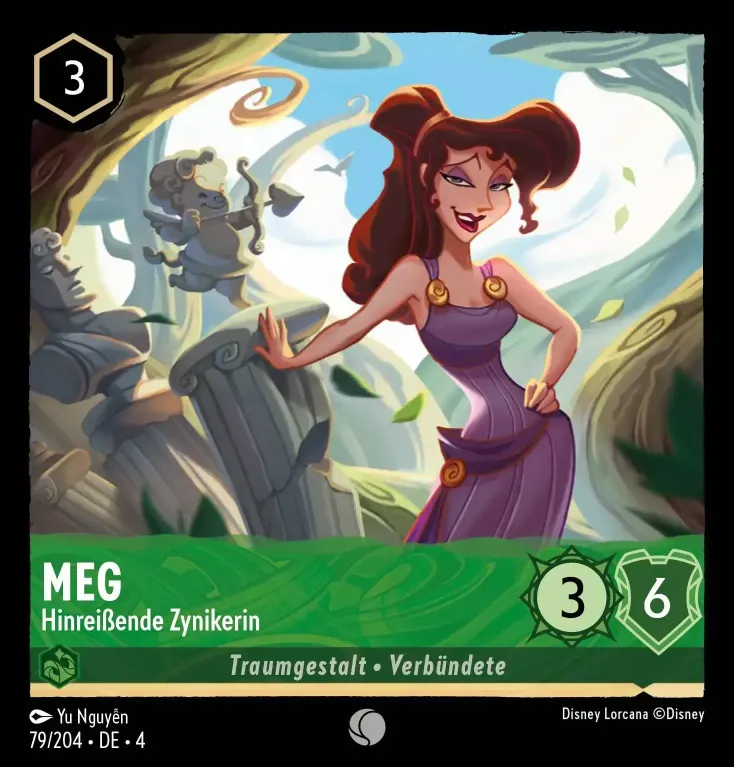 3
MEG
Hinreißende Zynikerin
3
6
Traumgestalt • Verbündete
Yu Nguyễn
Disney Lorcana ©Disney
79/204 • DE • 4